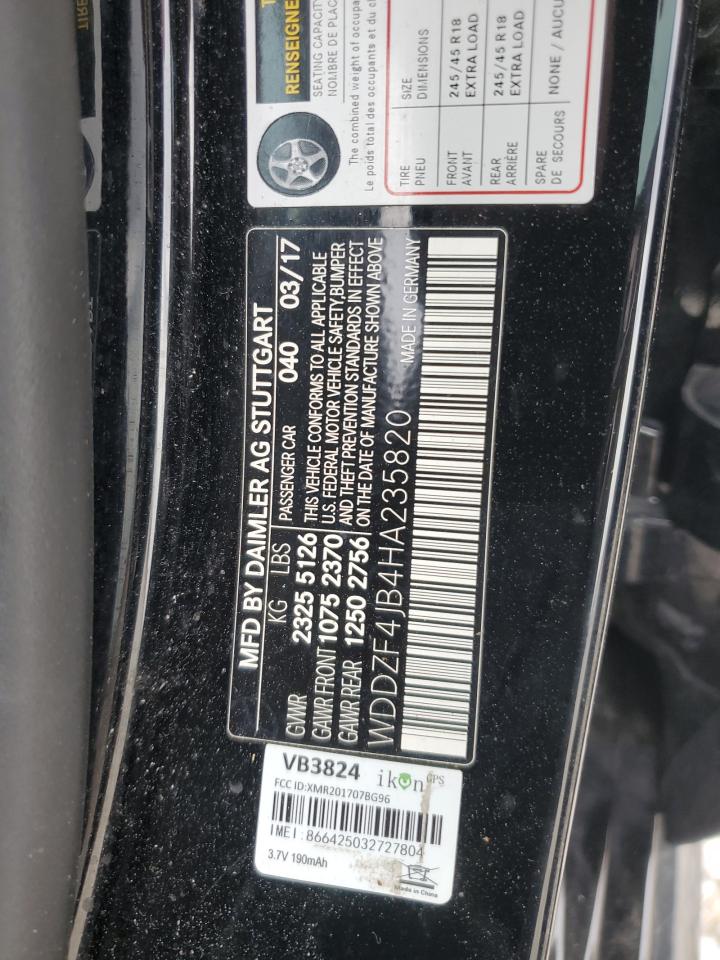 TIRE
RENSEIGNE
SEATING CAPACITY
NOMBRE DE PLAC
The combined weight of occupa
Le poids total des occupants et du c
TIRE SIZE
PNEU DIMENSIONS
FRONT 245/45 R18
AVANT EXTRA LOAD
REAR 245/45 R18
ARRIÈRE EXTRA LOAD
SPARE NONE / AUCU
DE SECOURS
MFD BY DAIMLER AG STUTTGART
KG LBS PASSENGER CAR 040 03/17
GVWR 2325 5126 THIS VEHICLE CONFORMS TO ALL APPLICABLE
GAWR FRONT 1075 2370 U.S. FEDERAL MOTOR VEHICLE SAFETY,BUMPER
GAWR REAR 1250 2756 AND THEFT PREVENTION STANDARDS IN EFFECT
ON THE DATE OF MANUFACTURE SHOWN ABOVE
WDDZF4JB4HA235820 MADE IN GERMANY
VB3824 ikon GPS
FCC ID:XMR201707BG96
IMEI:866425032727804
3.7V 190mAh
Made in China